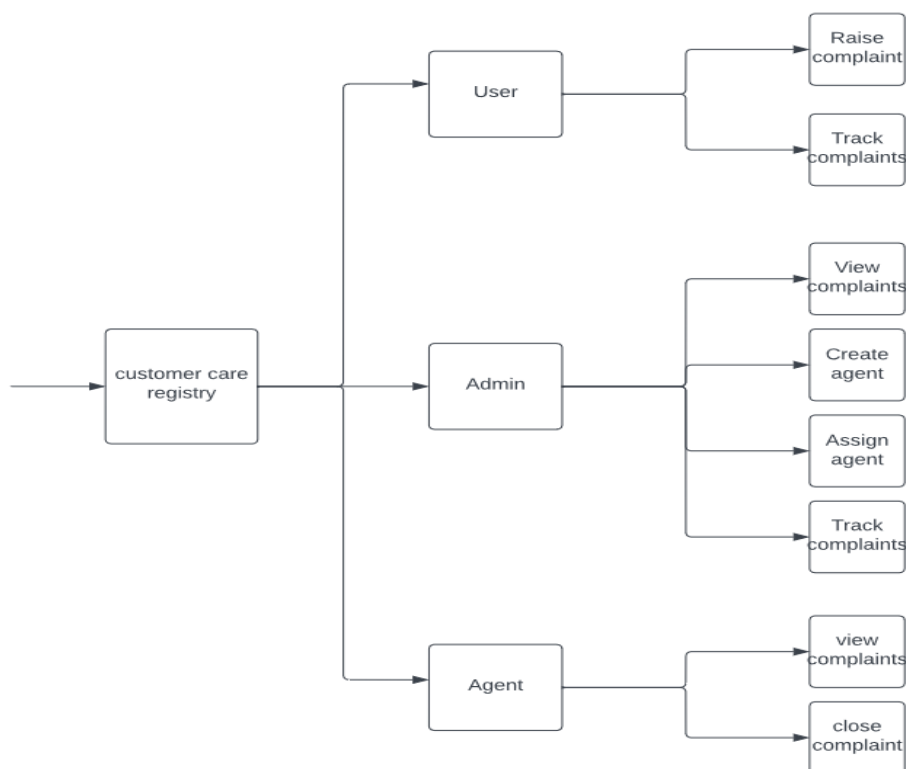 Raise
complaint
User
Track
complaints
View
complaints
customer care
registry
Admin
Create
agent
Assign
agent
Track
complaints
Agent
view
complaints
close
complaint